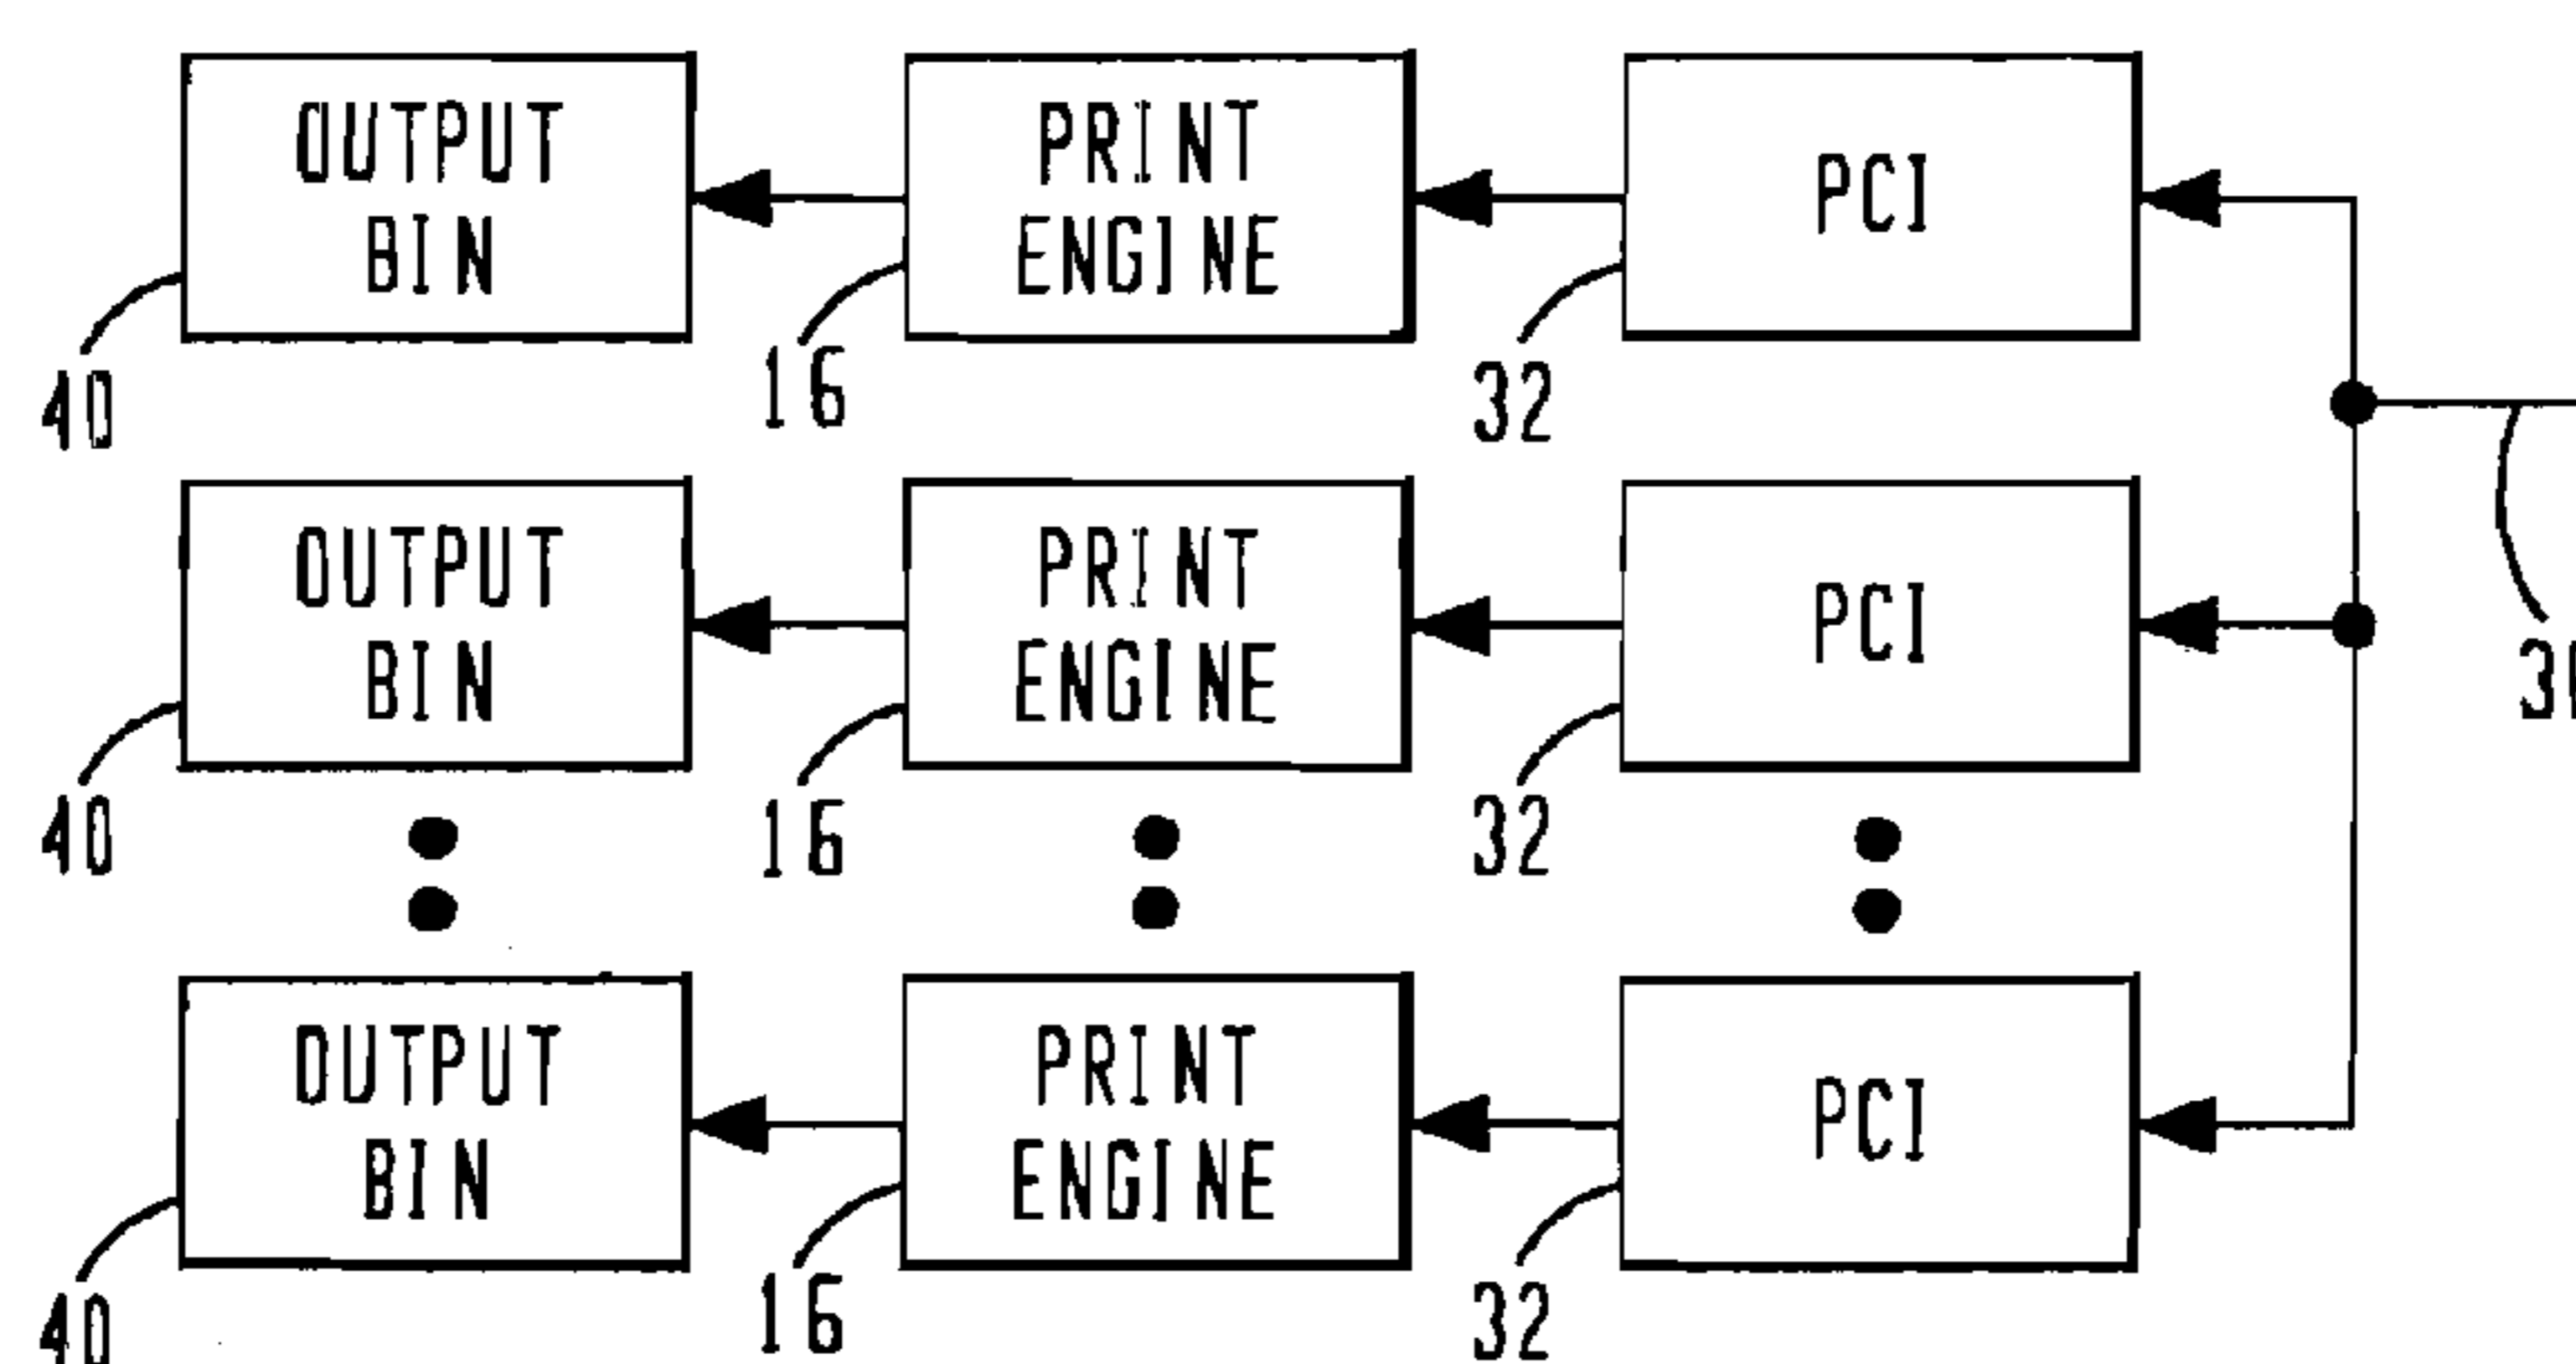 OUTPUT
BIN
PRINT
ENGINE
PCI
40
16
32
OUTPUT
BIN
PRINT
ENGINE
PCI
40
16
32
OUTPUT
BIN
PRINT
ENGINE
PCI
40
16
32